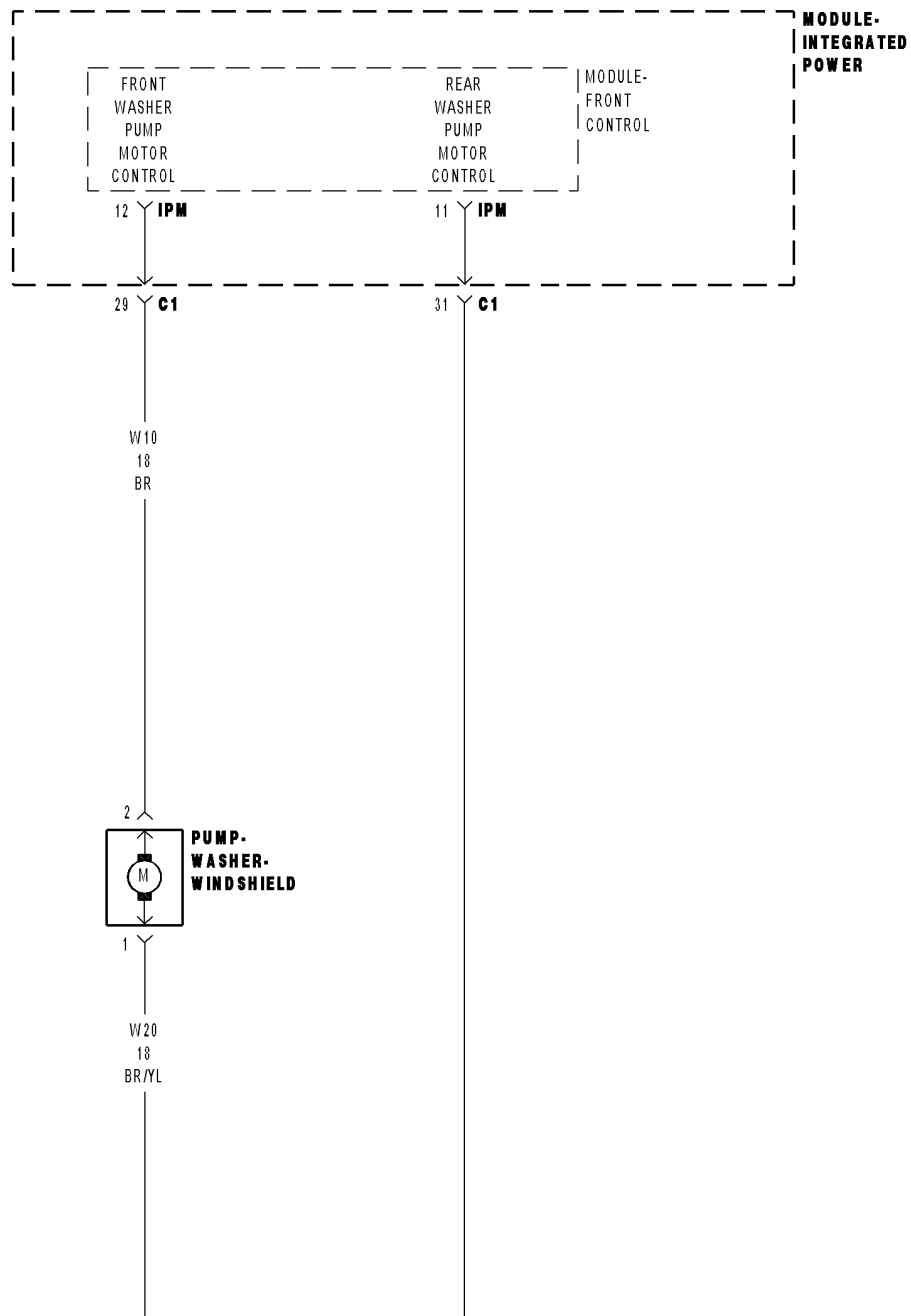 MODULE-
INTEGRATED
POWER
MODULE-
FRONT
CONTROL
FRONT
WASHER
PUMP
MOTOR
CONTROL
REAR
WASHER
PUMP
MOTOR
CONTROL
12 IPM
11 IPM
29 C1
31 C1
W10
18
BR
2
PUMP-
WASHER-
WINDSHIELD
M
1
W20
18
BR/YL